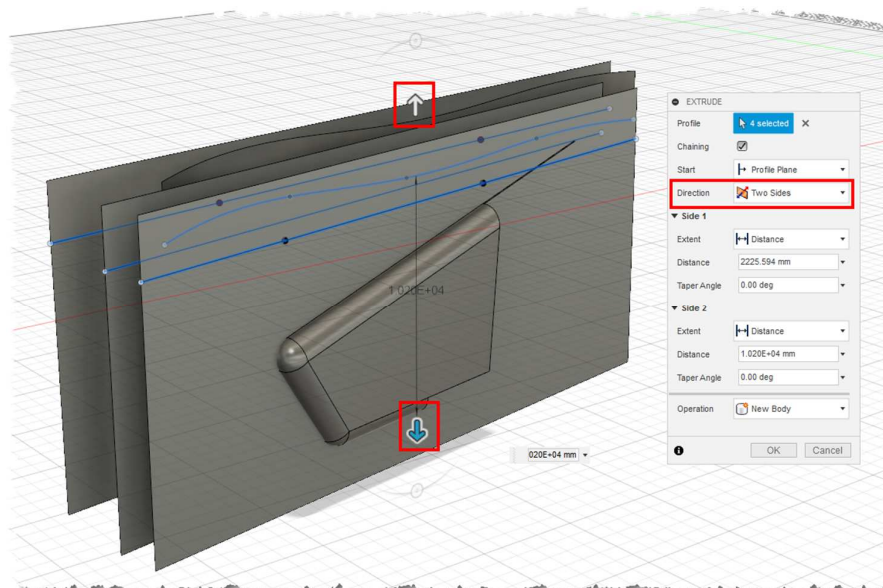 EXTRUDE
Profile 4 selected ✕
Chaining
Start Profile Plane
Direction Two Sides
Side 1
Extent Distance
Distance 2225.594 mm
Taper Angle 0.00 deg
Side 2
Extent Distance
Distance 1.020E+04 mm
Taper Angle 0.00 deg
Operation New Body
OK Cancel
1.020E+04
020E+04 mm